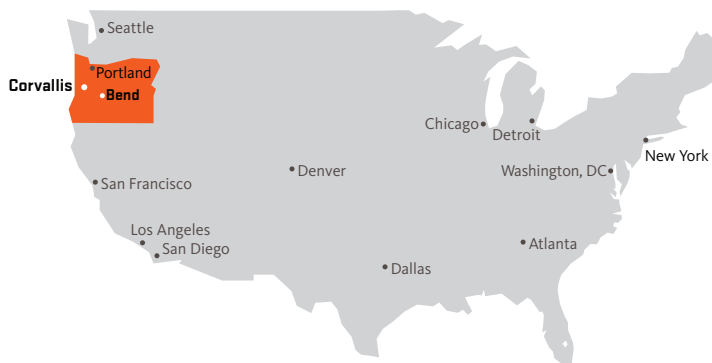 Seattle
Portland
Corvallis
Bend
Chicago
Detroit
New York
Denver
Washington, DC
San Francisco
Los Angeles
San Diego
Atlanta
Dallas